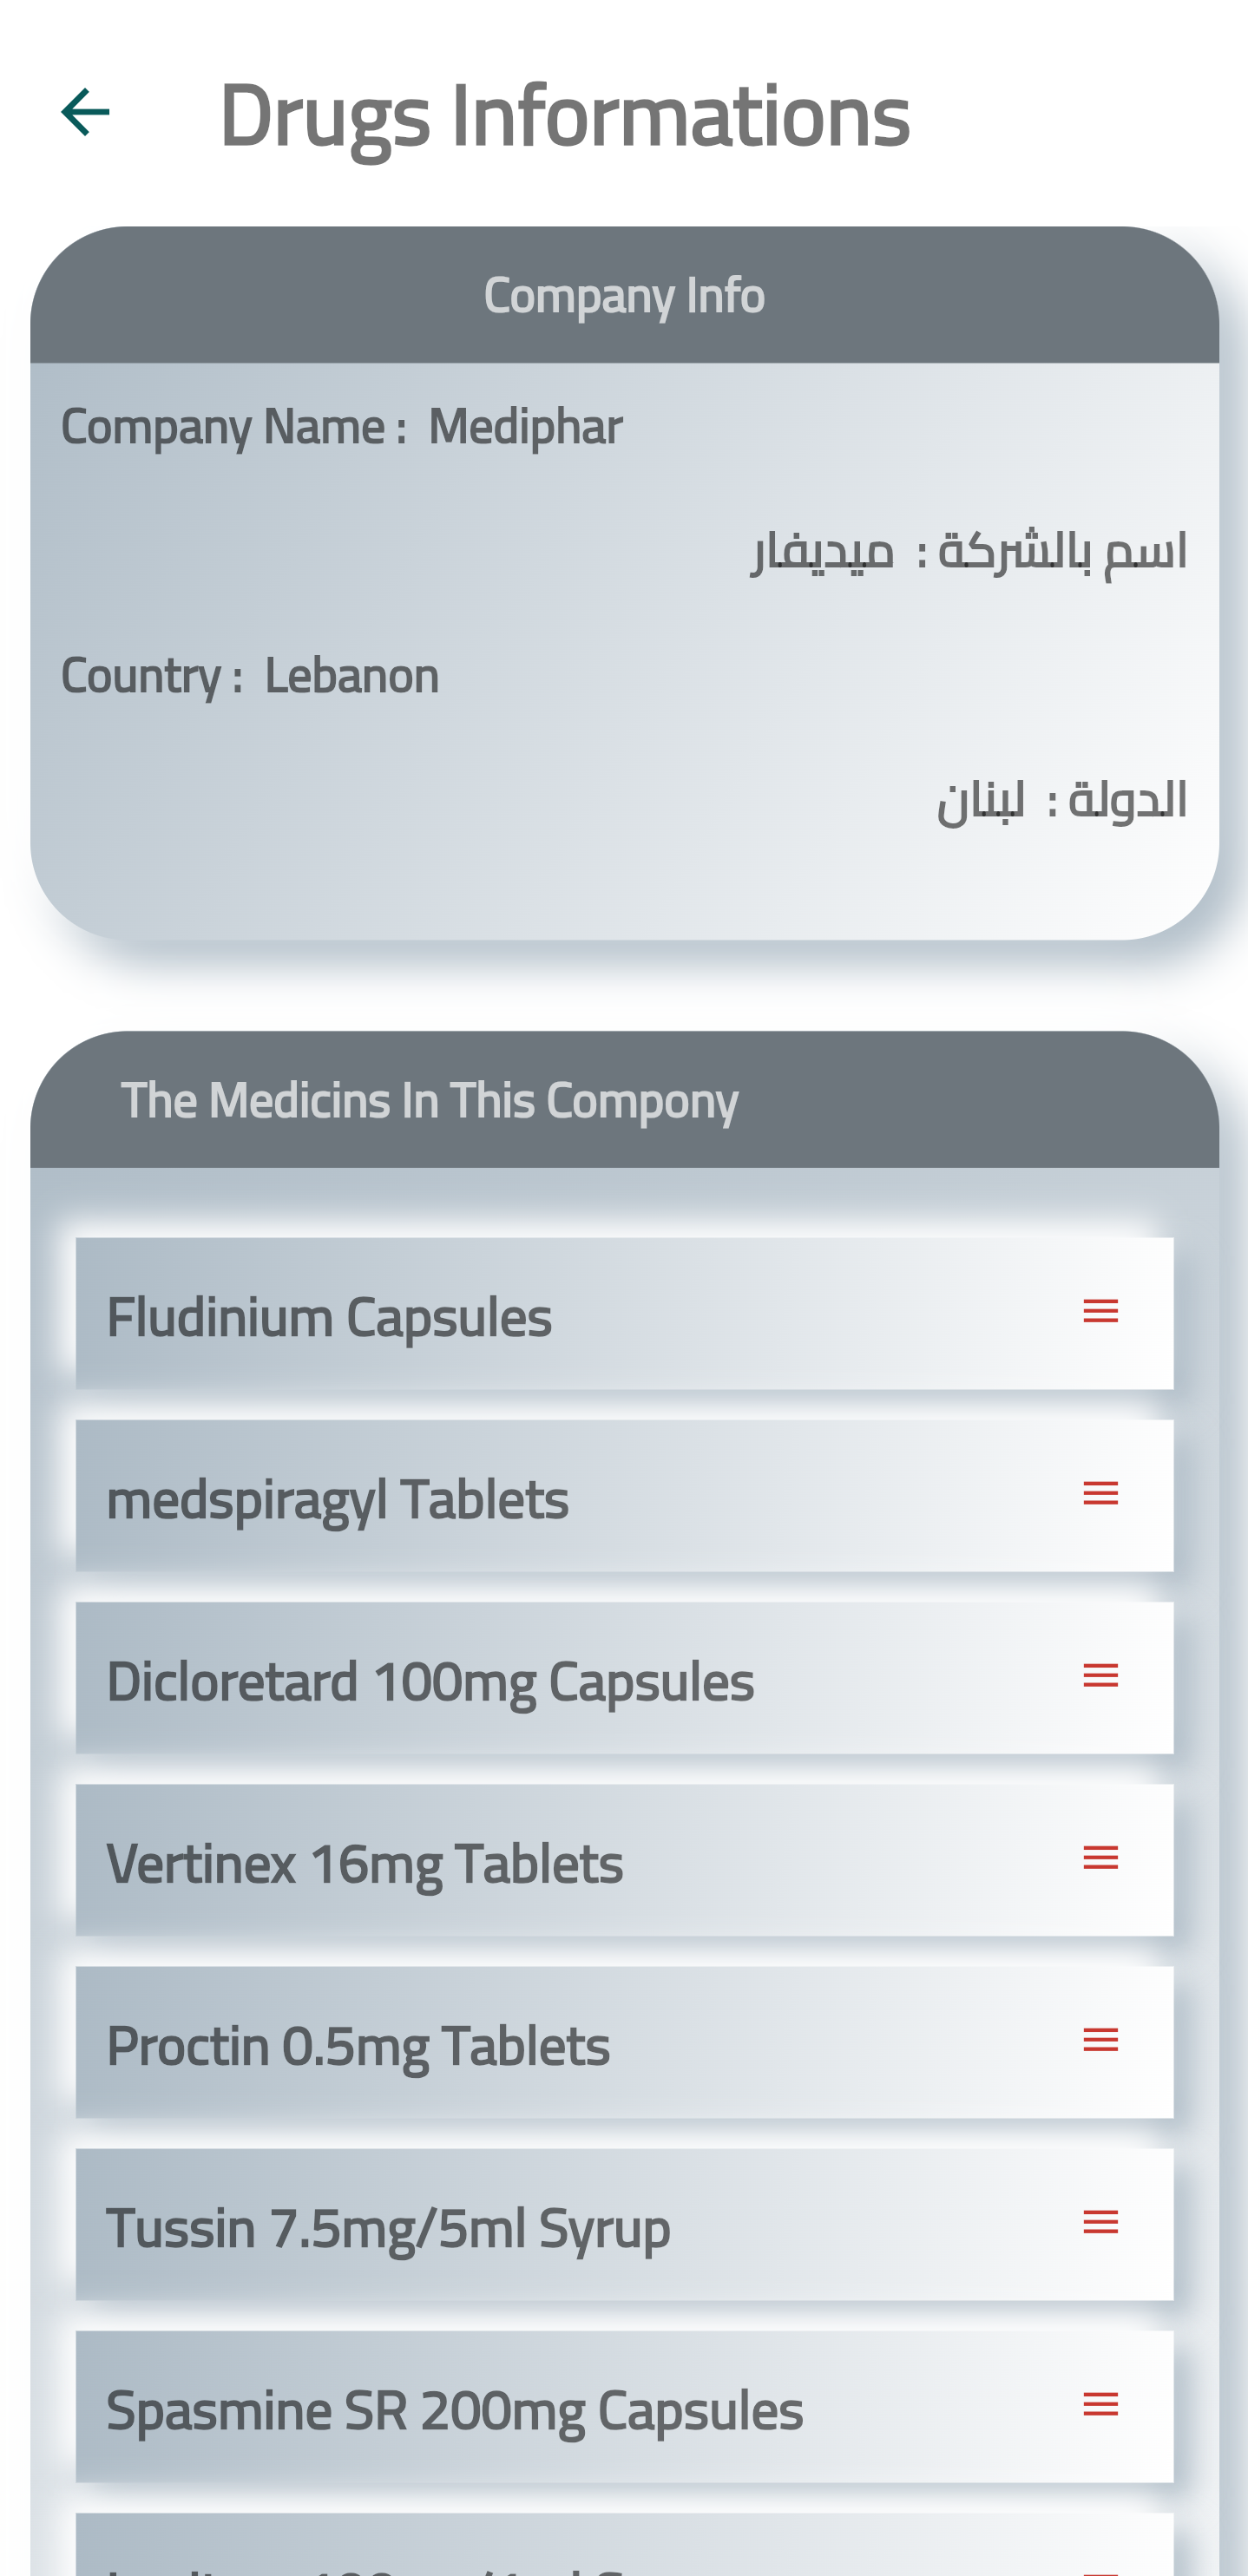 Drugs Informations
Company Info
Company Name : Mediphar
اسم بالشركة : ميديفار
Country : Lebanon
الدولة : لبنان
The Medicins In This Compony
Fludinium Capsules
medspiragyl Tablets
Dicloretard 100mg Capsules
Vertinex 16mg Tablets
Proctin 0.5mg Tablets
Tussin 7.5mg/5ml Syrup
Spasmine SR 200mg Capsules